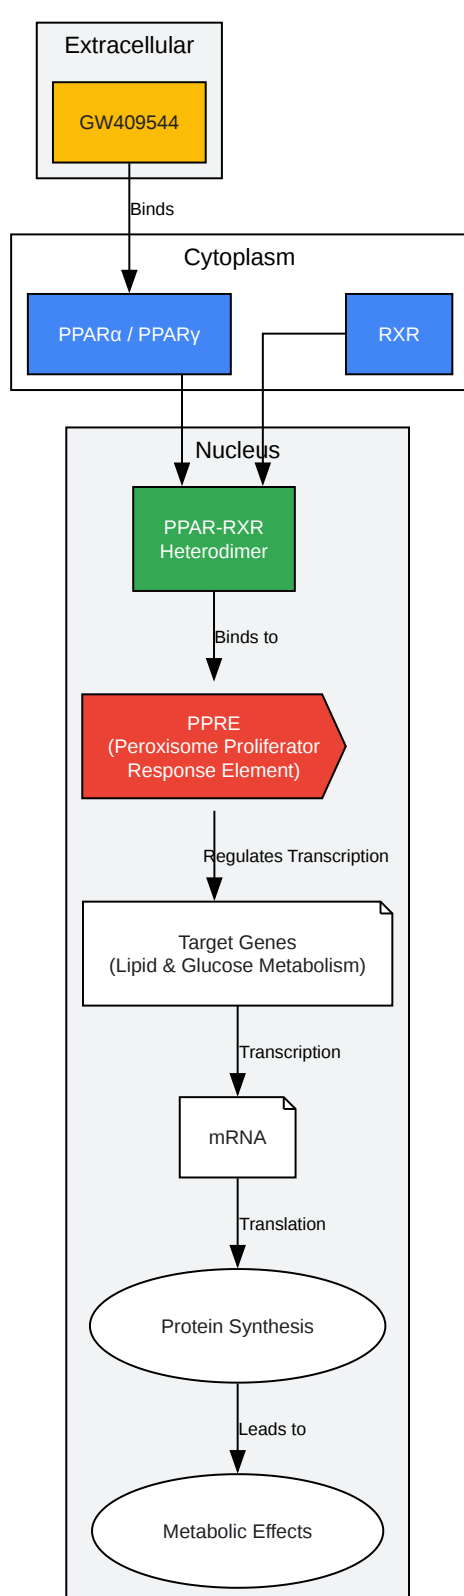 Extracellular
GW409544
Binds
Cytoplasm
PPARα / PPARγ
RXR
Nucleus
PPAR-RXR
Heterodimer
Binds to
PPRE
(Peroxisome Proliferator
Response Element)
Regulates Transcription
Target Genes
(Lipid & Glucose Metabolism)
Transcription
mRNA
Translation
Protein Synthesis
Leads to
Metabolic Effects